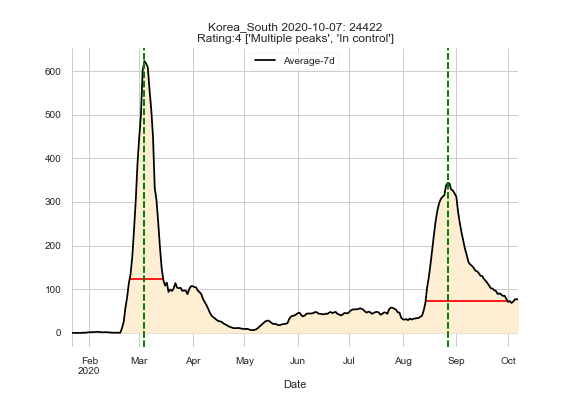 Korea_South 2020-10-07: 24422
Rating:4 ['Multiple peaks', 'In control']
Average-7d
600
500
400
300
200
100
0
Feb Mar Apr May Jun Jul Aug Sep Oct
2020
Date